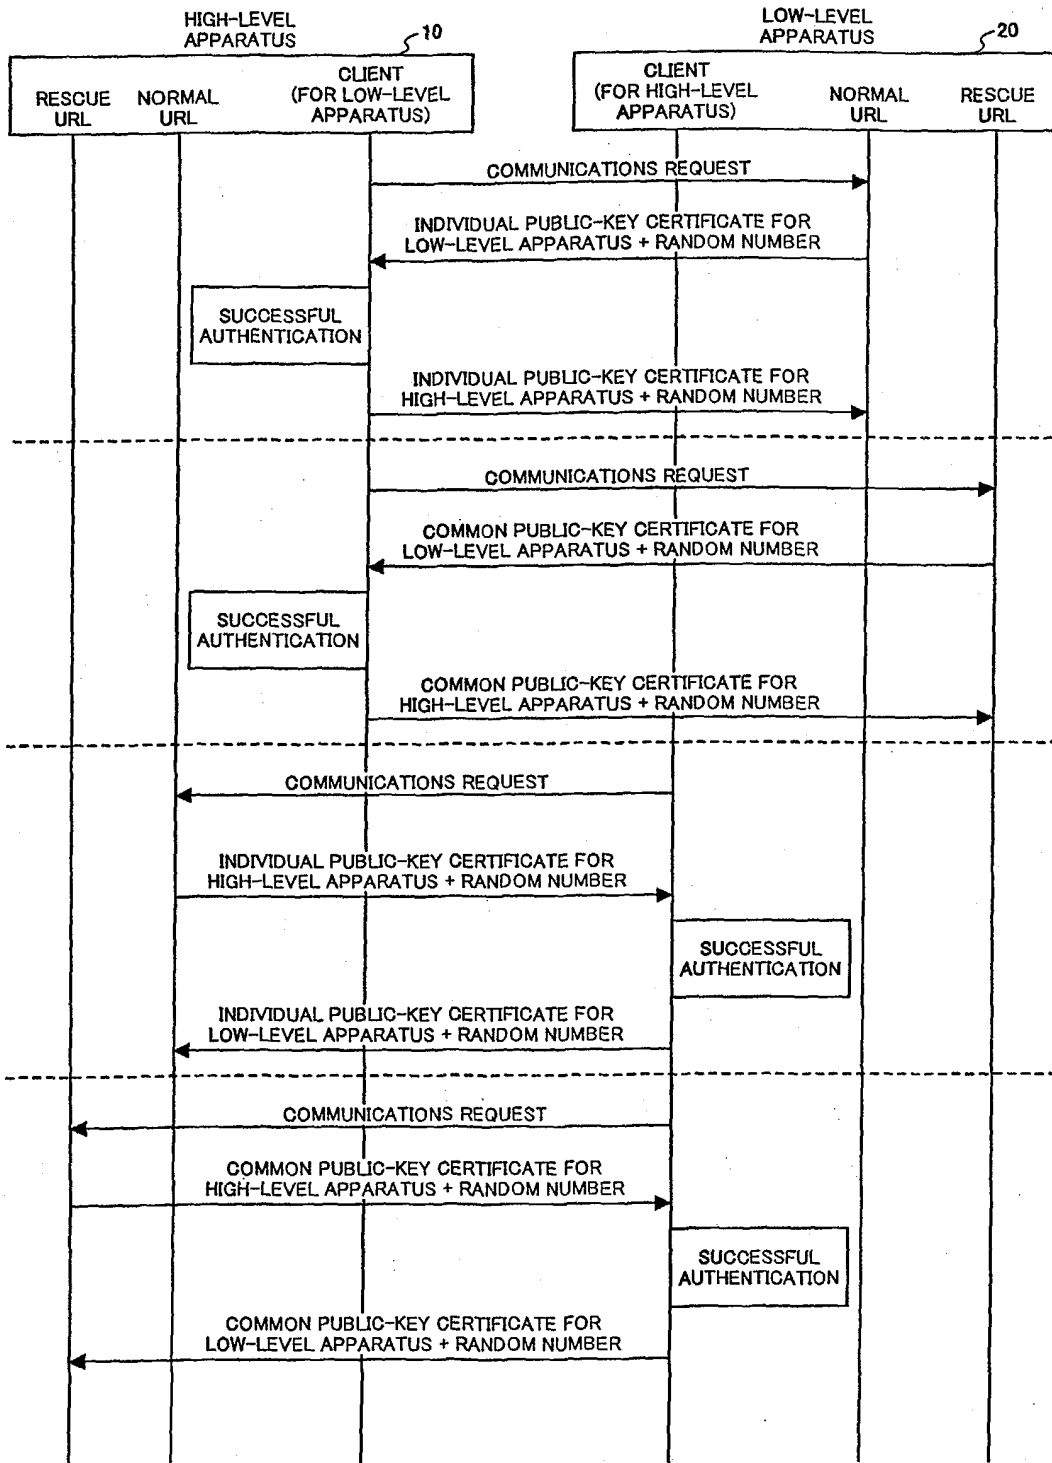 HIGH-LEVEL
APPARATUS
10
LOW-LEVEL
APPARATUS
20
RESCUE
URL
NORMAL
URL
CLIENT
(FOR LOW-LEVEL
APPARATUS)
CLIENT
(FOR HIGH-LEVEL
APPARATUS)
NORMAL
URL
RESCUE
URL
COMMUNICATIONS REQUEST
INDIVIDUAL PUBLIC-KEY CERTIFICATE FOR
LOW-LEVEL APPARATUS + RANDOM NUMBER
SUCCESSFUL
AUTHENTICATION
INDIVIDUAL PUBLIC-KEY CERTIFICATE FOR
HIGH-LEVEL APPARATUS + RANDOM NUMBER
COMMUNICATIONS REQUEST
COMMON PUBLIC-KEY CERTIFICATE FOR
LOW-LEVEL APPARATUS + RANDOM NUMBER
SUCCESSFUL
AUTHENTICATION
COMMON PUBLIC-KEY CERTIFICATE FOR
HIGH-LEVEL APPARATUS + RANDOM NUMBER
COMMUNICATIONS REQUEST
INDIVIDUAL PUBLIC-KEY CERTIFICATE FOR
HIGH-LEVEL APPARATUS + RANDOM NUMBER
SUCCESSFUL
AUTHENTICATION
INDIVIDUAL PUBLIC-KEY CERTIFICATE FOR
LOW-LEVEL APPARATUS + RANDOM NUMBER
COMMUNICATIONS REQUEST
COMMON PUBLIC-KEY CERTIFICATE FOR
HIGH-LEVEL APPARATUS + RANDOM NUMBER
SUCCESSFUL
AUTHENTICATION
COMMON PUBLIC-KEY CERTIFICATE FOR
LOW-LEVEL APPARATUS + RANDOM NUMBER